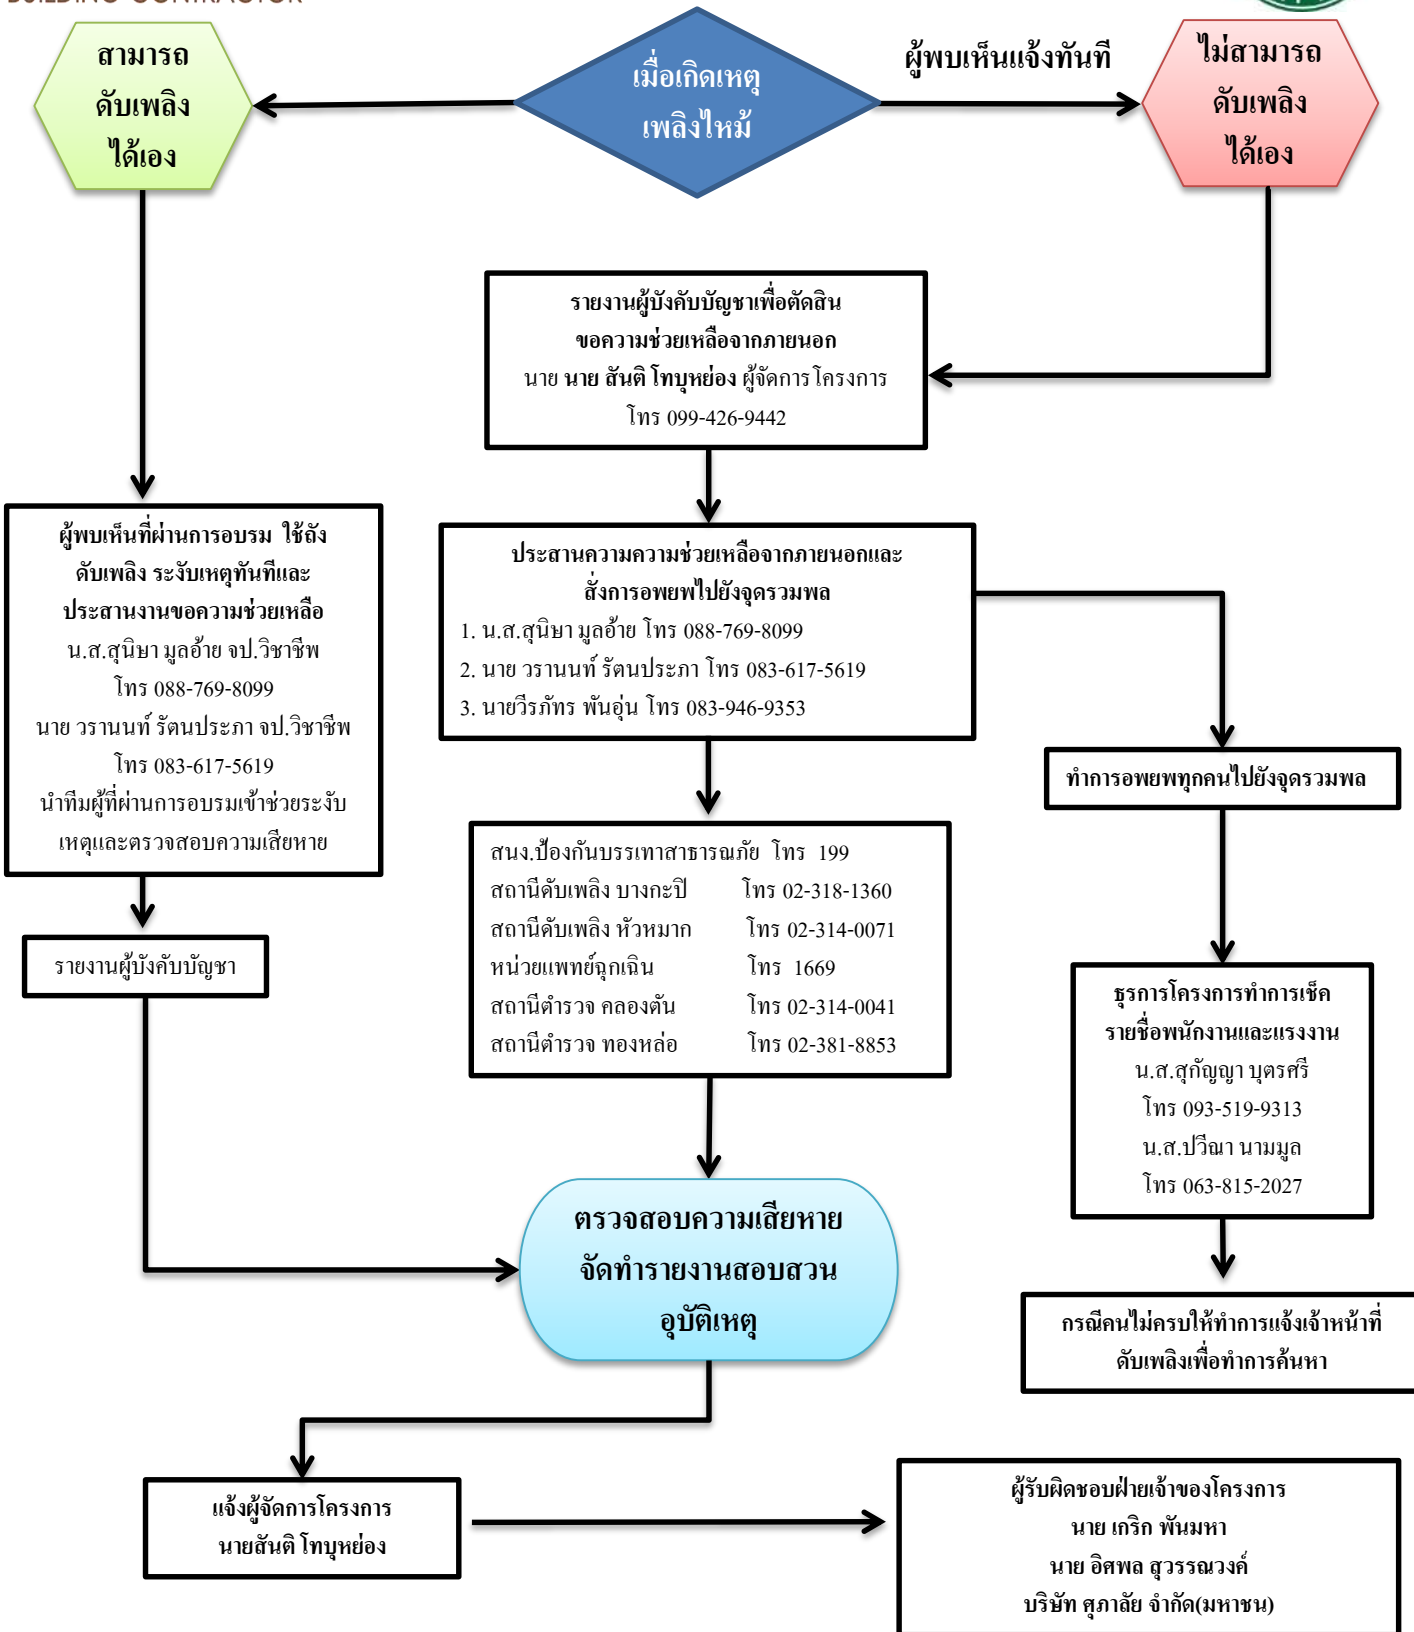 BUILDING CONTRACTOR
สามารถ
ดับเพลิง
ได้เอง
เมื่อเกิดเหตุ
เพลิงไหม้
ผู้พบเห็นแจ้งทันที
ไม่สามารถ
ดับเพลิง
ได้เอง
รายงานผู้บังคับบัญชาเพื่อตัดสิน
ขอความช่วยเหลือจากภายนอก
นาย นาย สันติ โทบุหย่อง ผู้จัดการโครงการ
โทร 099-426-9442
ผู้พบเห็นที่ผ่านการอบรม ใช้ถัง
ดับเพลิง ระงับเหตุทันทีและ
ประสานงานขอความช่วยเหลือ
น.ส.สุนิษา มูลอ้าย จป.วิชาชีพ
โทร 088-769-8099
นาย วรานนท์ รัตนประภา จป.วิชาชีพ
โทร 083-617-5619
นำทีมผู้ที่ผ่านการอบรมเข้าช่วยระงับ
เหตุและตรวจสอบความเสียหาย
ประสานความความช่วยเหลือจากภายนอกและ
สั่งการอพยพไปยังจุดรวมพล
1. น.ส.สุนิษา มูลอ้าย โทร 088-769-8099
2. นาย วรานนท์ รัตนประภา โทร 083-617-5619
3. นายวีรภัทร พันอุ่น โทร 083-946-9353
ทำการอพยพทุกคนไปยังจุดรวมพล
สนง.ป้องกันบรรเทาสาธารณภัย โทร 199
สถานีดับเพลิง บางกะปิ โทร 02-318-1360
สถานีดับเพลิง หัวหมาก โทร 02-314-0071
หน่วยแพทย์ฉุกเฉิน โทร 1669
สถานีตำรวจ คลองตัน โทร 02-314-0041
สถานีตำรวจ ทองหล่อ โทร 02-381-8853
รายงานผู้บังคับบัญชา
ธุรการโครงการทำการเช็ค
รายชื่อพนักงานและแรงงาน
น.ส.สุกัญญา บุตรศรี
โทร 093-519-9313
น.ส.ปวีณา นามมูล
โทร 063-815-2027
ตรวจสอบความเสียหาย
จัดทำรายงานสอบสวน
อุบัติเหตุ
กรณีคนไม่ครบให้ทำการแจ้งเจ้าหน้าที่
ดับเพลิงเพื่อทำการค้นหา
แจ้งผู้จัดการโครงการ
นายสันติ โทบุหย่อง
ผู้รับผิดชอบฝ่ายเจ้าของโครงการ
นาย เกริก พันมหา
นาย อิศพล สุวรรณวงค์
บริษัท ศุภาลัย จำกัด(มหาชน)